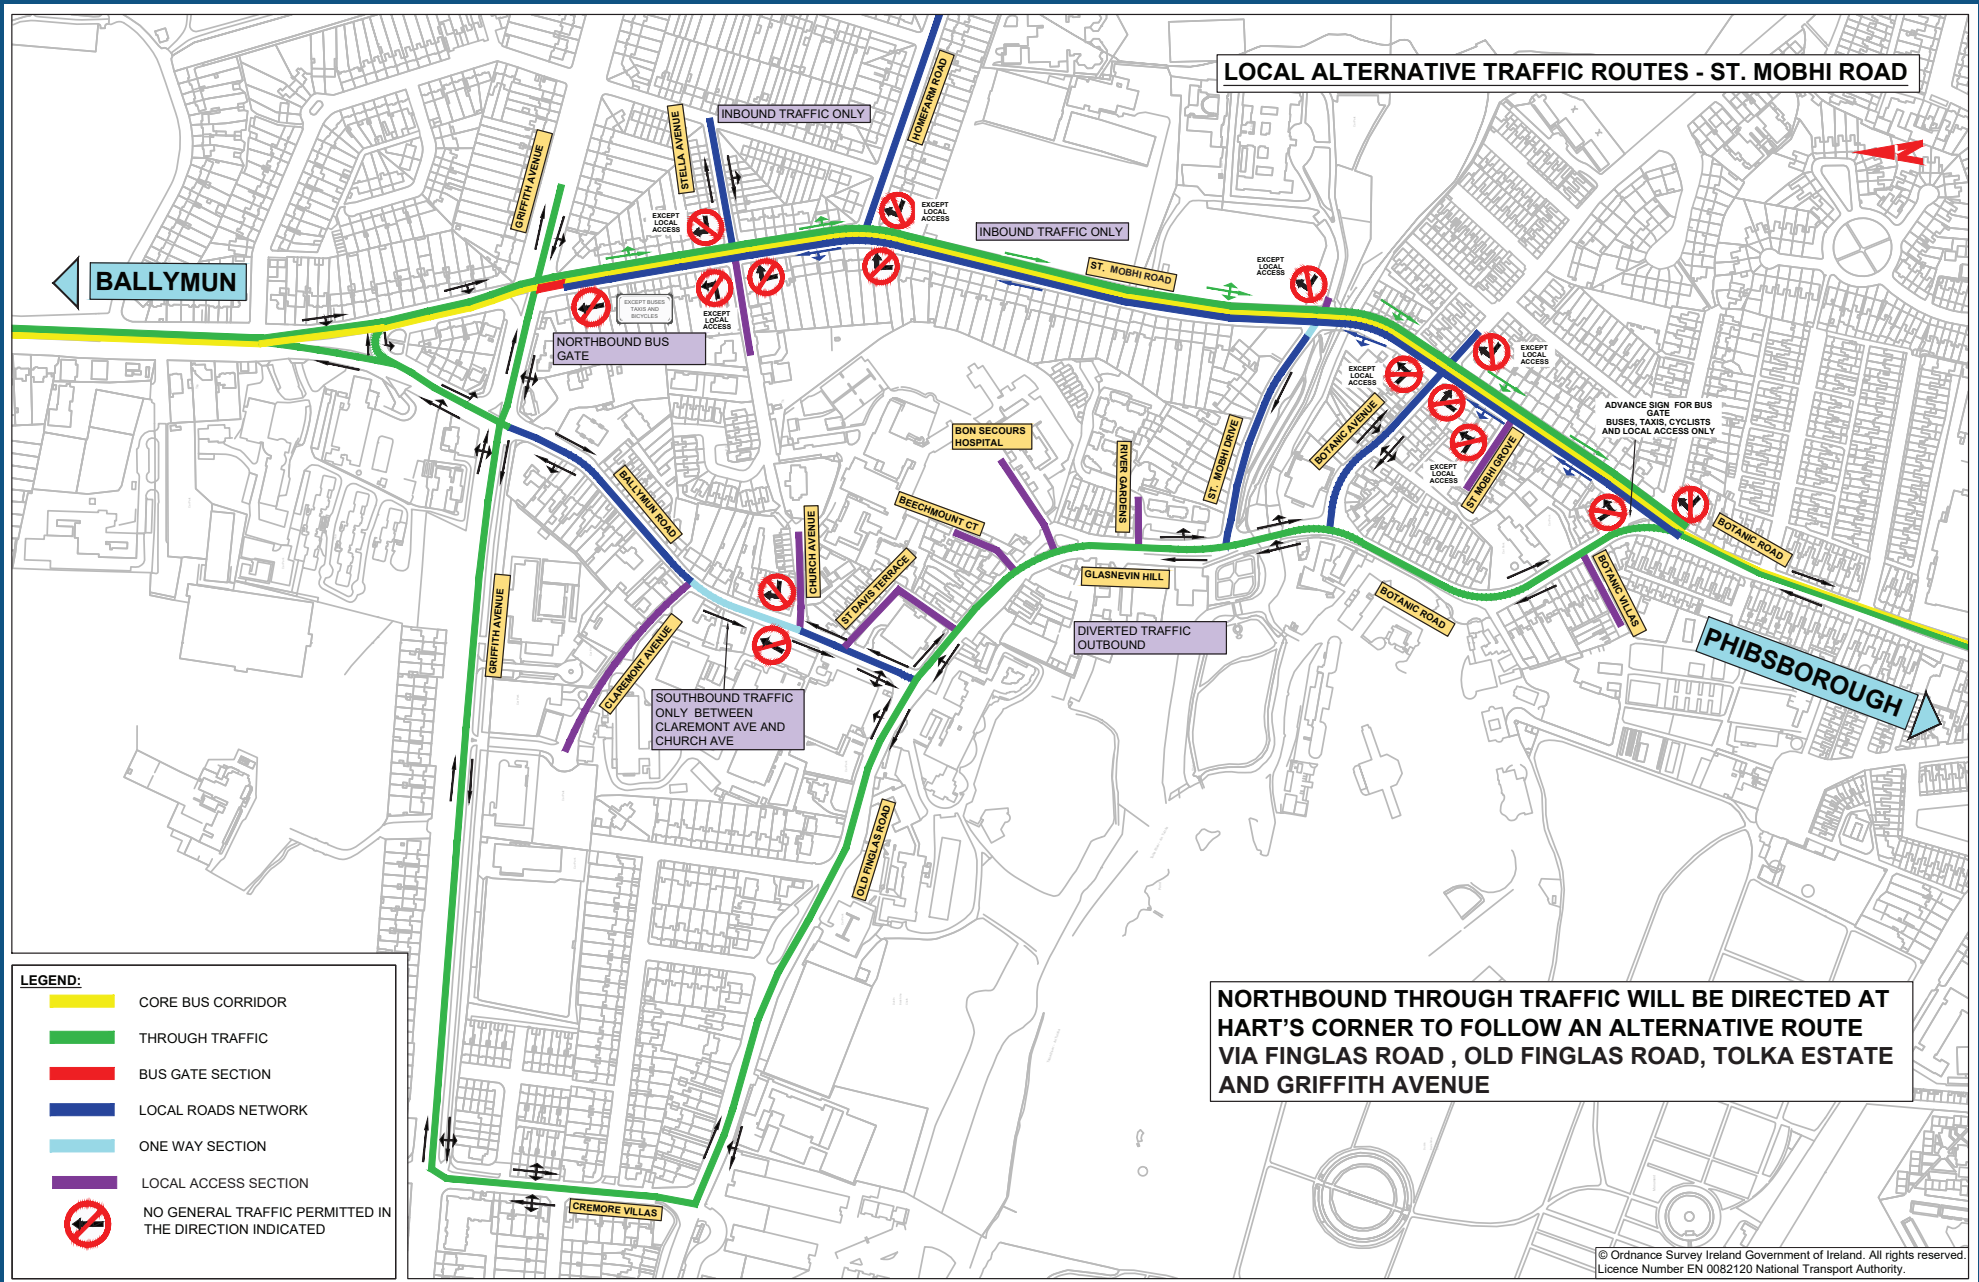 LOCAL ALTERNATIVE TRAFFIC ROUTES - ST. MOBHI ROAD
N
HOMEFARM ROAD
STELLA AVENUE
INBOUND TRAFFIC ONLY
GRIFFITH AVENUE
EXCEPT
LOCAL
ACCESS
EXCEPT
LOCAL
ACCESS
INBOUND TRAFFIC ONLY
BALLYMUN
ST. MOBHI ROAD
EXCEPT
LOCAL
ACCESS
EXCEPT BUSES
TAXIS AND
BICYCLES
EXCEPT
LOCAL
ACCESS
NORTHBOUND BUS
GATE
EXCEPT
LOCAL
ACCESS
EXCEPT
LOCAL
ACCESS
ADVANCE SIGN FOR BUS
GATE
BUSES, TAXIS, CYCLISTS
AND LOCAL ACCESS ONLY
BON SECOURS
HOSPITAL
RIVER GARDENS
ST. MOBHI DRIVE
BOTANIC AVENUE
EXCEPT
LOCAL
ACCESS
ST MOBHI GROVE
BALLYMUN ROAD
BEECHMOUNT CT
CHURCH AVENUE
ST DAVIS TERRACE
BOTANIC ROAD
GLASNEVIN HILL
BOTANIC ROAD
BOTANIC VILLAS
GRIFFITH AVENUE
CLAREMONT AVENUE
DIVERTED TRAFFIC
OUTBOUND
PHIBSBOROUGH
SOUTHBOUND TRAFFIC
ONLY BETWEEN
CLAREMONT AVE AND
CHURCH AVE
OLD FINGLAS ROAD
CREMORE VILLAS
LEGEND:
CORE BUS CORRIDOR
THROUGH TRAFFIC
BUS GATE SECTION
LOCAL ROADS NETWORK
ONE WAY SECTION
LOCAL ACCESS SECTION
NO GENERAL TRAFFIC PERMITTED IN
THE DIRECTION INDICATED
NORTHBOUND THROUGH TRAFFIC WILL BE DIRECTED AT
HART'S CORNER TO FOLLOW AN ALTERNATIVE ROUTE
VIA FINGLAS ROAD , OLD FINGLAS ROAD, TOLKA ESTATE
AND GRIFFITH AVENUE
© Ordnance Survey Ireland Government of Ireland. All rights reserved.
Licence Number EN 0082120 National Transport Authority.